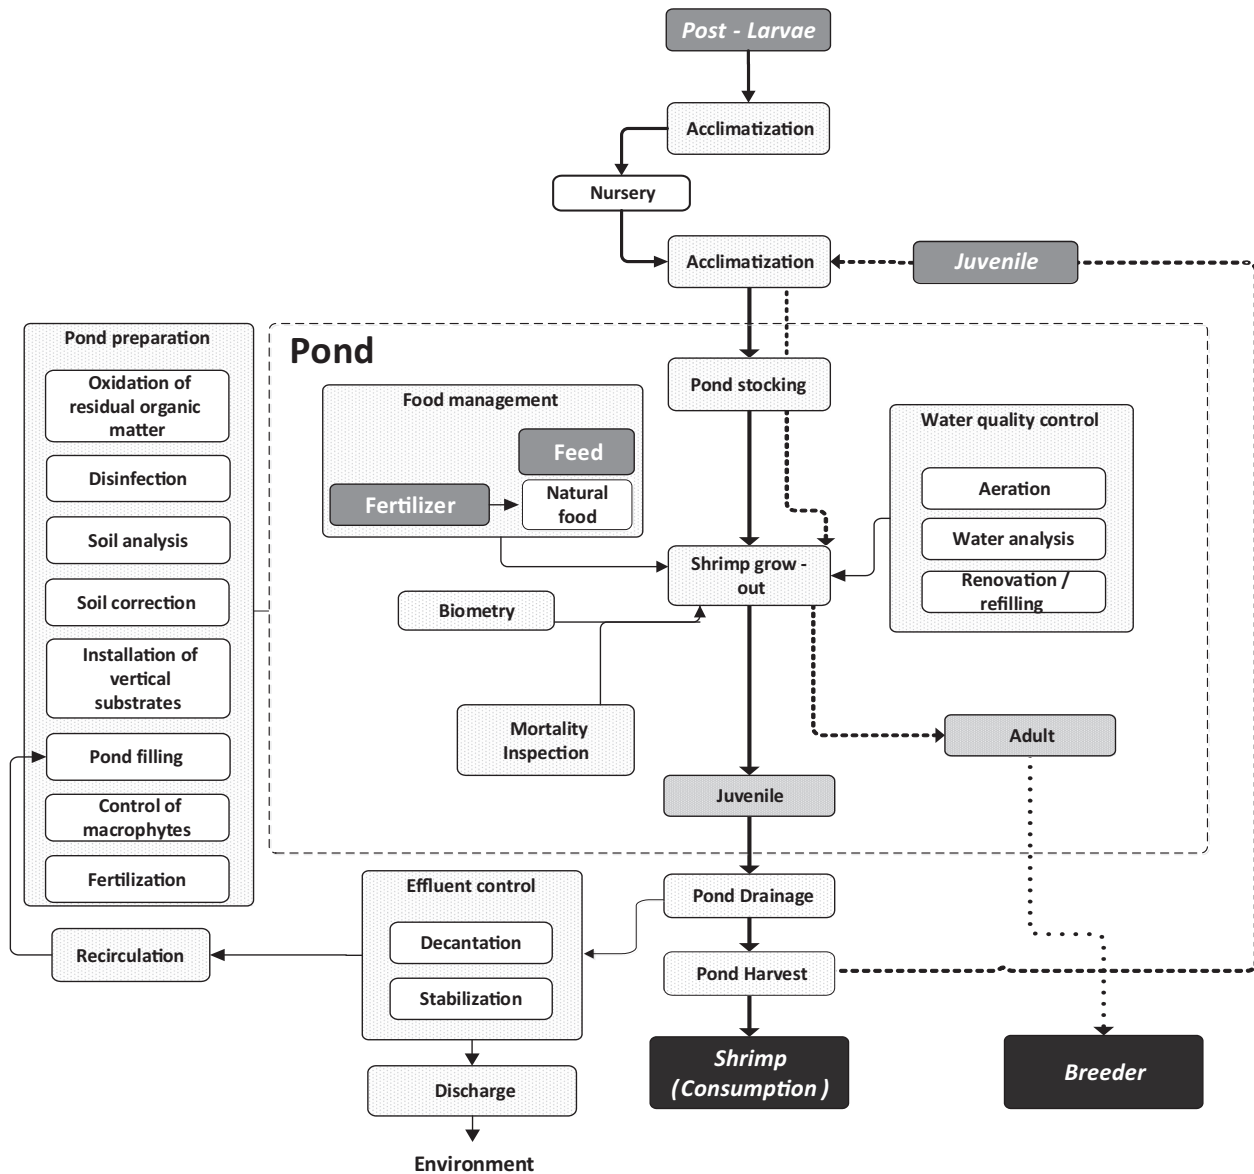 Post - Larvae
Acclimatization
Nursery
Acclimatization
Juvenile
Pond preparation
Oxidation of
residual organic
matter
Disinfection
Soil analysis
Soil correction
Installation of
vertical
substrates
Pond filling
Control of
macrophytes
Fertilization
Pond
Pond stocking
Food management
Feed
Fertilizer
Natural
food
Water quality control
Aeration
Water analysis
Renovation /
refilling
Shrimp grow -
out
Biometry
Mortality
Inspection
Adult
Juvenile
Pond Drainage
Effluent control
Decantation
Stabilization
Recirculation
Pond Harvest
Shrimp
(Consumption )
Breeder
Discharge
Environment